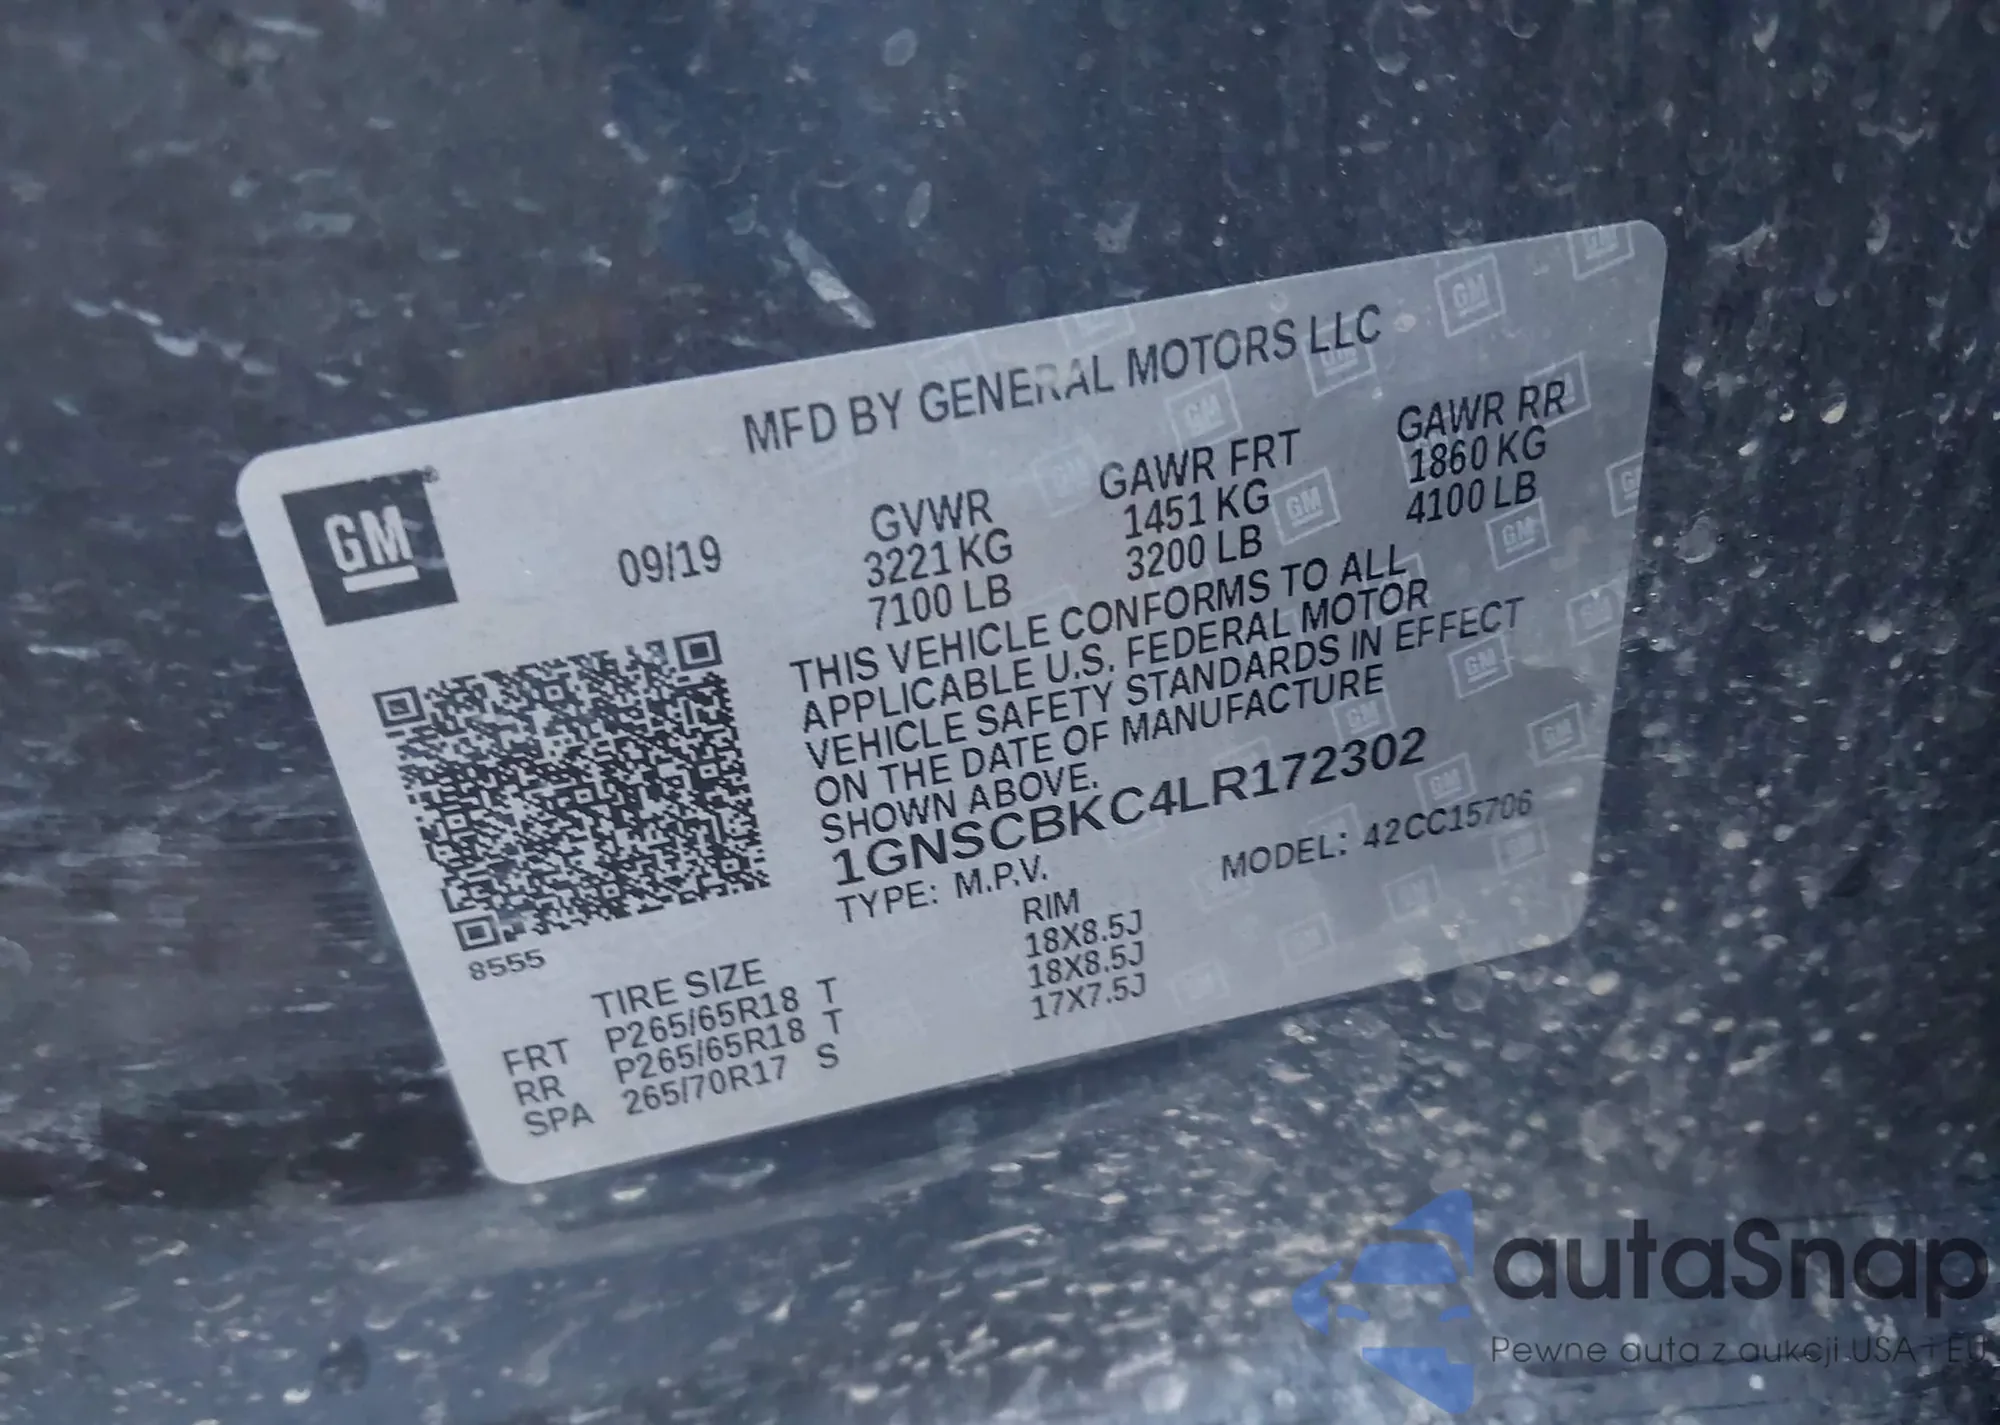 MFD BY GENERAL MOTORS LLC
GM
09/19
GVWR GAWR FRT GAWR RR
3221 KG 1451 KG 1860 KG
7100 LB 3200 LB 4100 LB
THIS VEHICLE CONFORMS TO ALL
APPLICABLE U.S. FEDERAL MOTOR
VEHICLE SAFETY STANDARDS IN EFFECT
ON THE DATE OF MANUFACTURE
SHOWN ABOVE.
1GNSCBKC4LR172302
TYPE: M.P.V. MODEL: 42CC15706
8555
TIRE SIZE RIM
FRT P265/65R18 T 18X8.5J
RR P265/65R18 T 18X8.5J
SPA 265/70R17 S 17X7.5J
autaSnap
Pewne auta z aukcji USA i EU